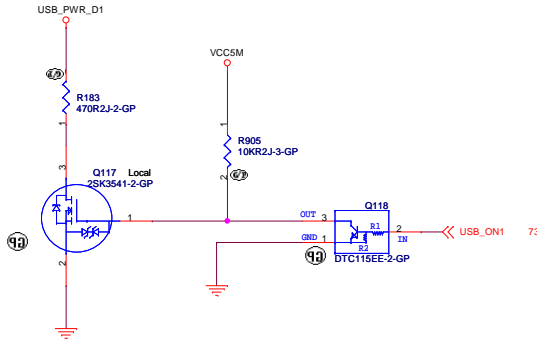 USB_PWR_D1
VCC5M
R183
470R2J-2-GP
1
R905
10KR2J-3-GP
1
2
3
Q117 Local
2SK3541-2-GP
1
2
Q118
OUT 3
R1
2
IN
USB_ON1 73
GND 1
R2
DTC115EE-2-GP